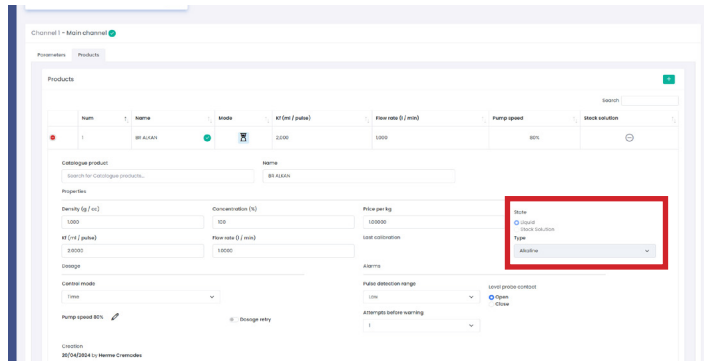 Channel 1 - Main channel
Parameters Products
Products
+
Search
Num Name Mode Kf (ml / pulse) Flow rate (l / min) Pump speed Stock solution
1 BR ALKAN 2.000 1.000 80%
Catalogue product Name
Search for Catalogue products... BR ALKAN
Properties
Density (g / cc) Concentration (%) Price per kg State
1.000 100 1.00000 Liquid
Stock Solution
Kf (ml / pulse) Flow rate (l / min) Last calibration Type
2.0000 1.0000 Alkaline
Dosage Alarms
Control mode Pulse detection range Level probe contact
Time Low Open
Close
Pump speed 80% Dosage retry Attempts before warning
1
Creation
20/04/2024 by Herme Cremades